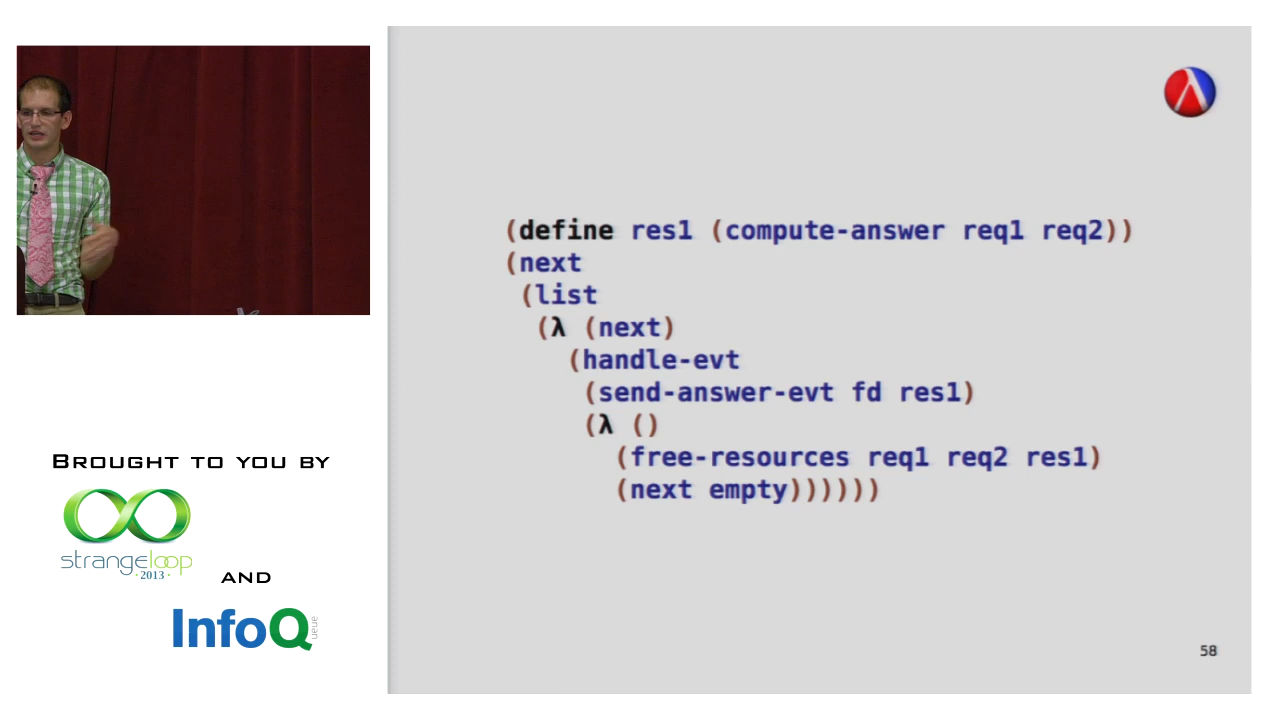 (define res1 (compute-answer req1 req2))
(next
(list
(λ (next)
(handle-evt
(send-answer-evt fd res1)
(λ ()
(free-resources req1 req2 res1)
(next empty))))))
58
BROUGHT TO YOU BY
strangeloop
·2013·
AND
InfoQ
ueue